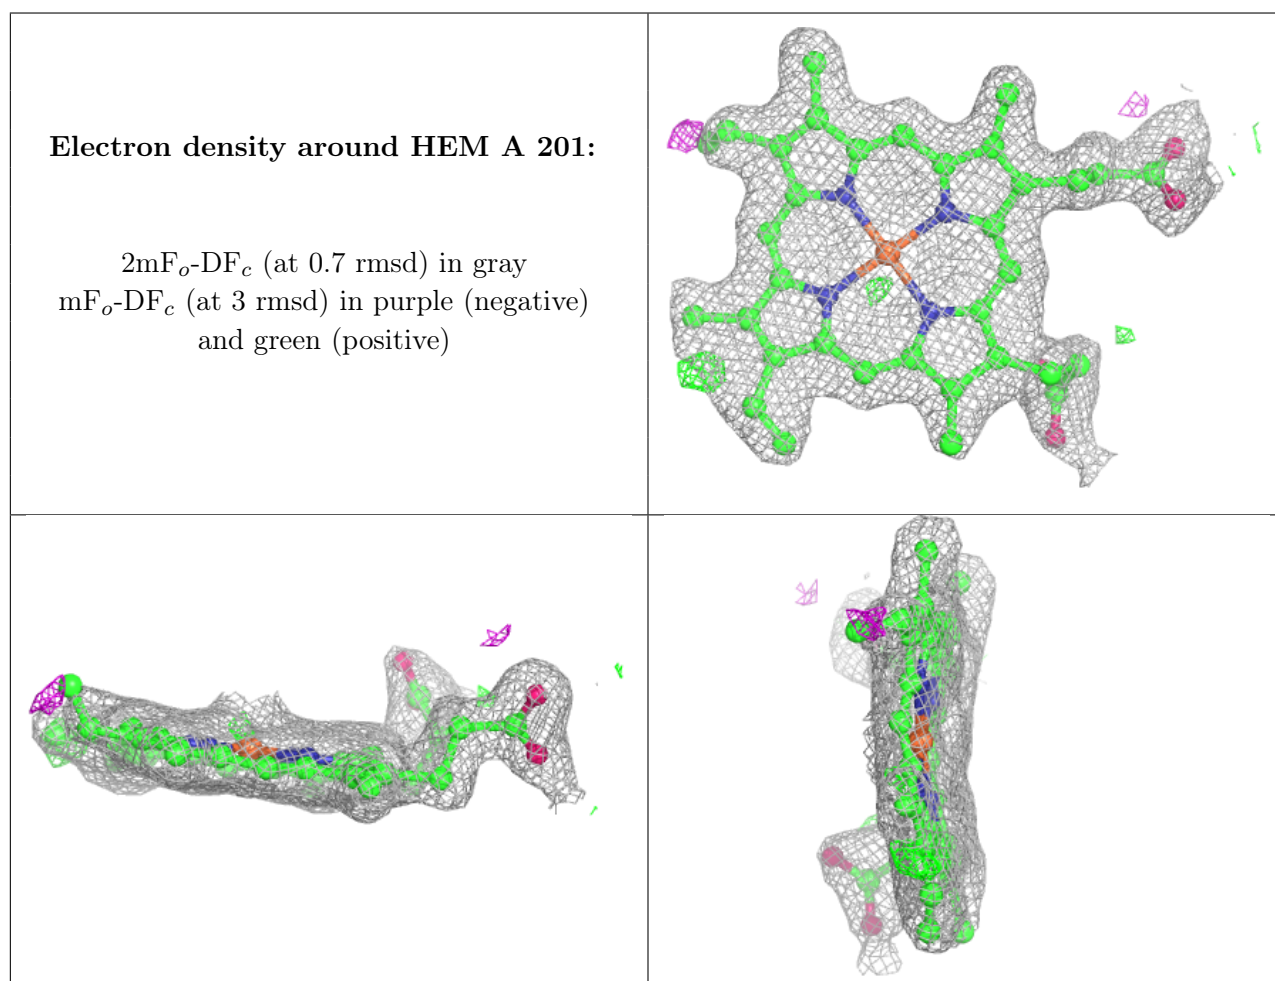 Electron density around HEM A 201:
2mFₒ-DF𝒸 (at 0.7 rmsd) in gray
mFₒ-DF𝒸 (at 3 rmsd) in purple (negative)
and green (positive)